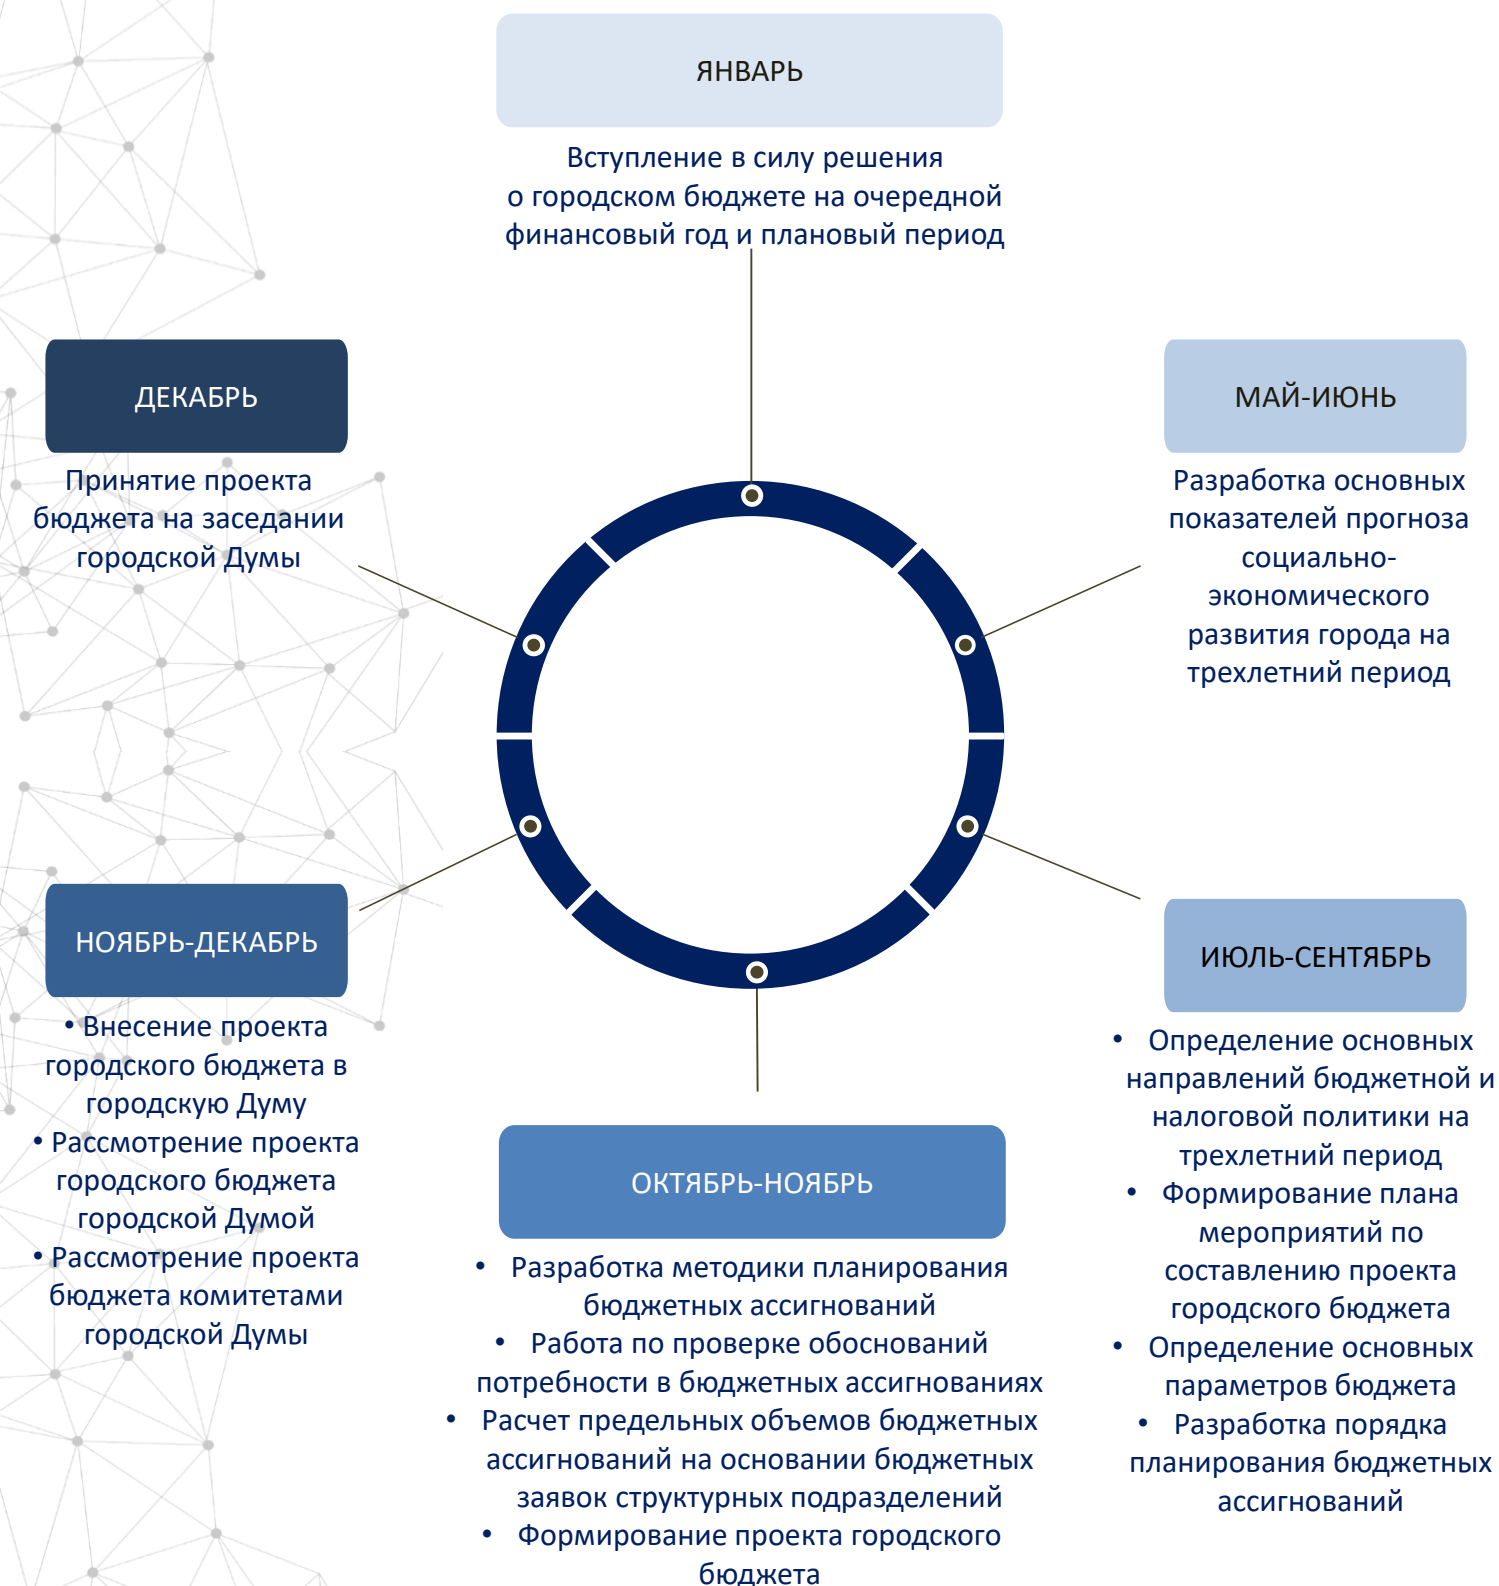 ЯНВАРЬ
Вступление в силу решения
о городском бюджете на очередной
финансовый год и плановый период
МАЙ-ИЮНЬ
Разработка основных
показателей прогноза
социально-
экономического
развития города на
трехлетний период
ИЮЛЬ-СЕНТЯБРЬ
• Определение основных
направлений бюджетной и
налоговой политики на
трехлетний период
• Формирование плана
мероприятий по
составлению проекта
городского бюджета
• Определение основных
параметров бюджета
• Разработка порядка
планирования бюджетных
ассигнований
ОКТЯБРЬ-НОЯБРЬ
• Разработка методики планирования
бюджетных ассигнований
• Работа по проверке обоснований
потребности в бюджетных ассигнованиях
• Расчет предельных объемов бюджетных
ассигнований на основании бюджетных
заявок структурных подразделений
• Формирование проекта городского
бюджета
НОЯБРЬ-ДЕКАБРЬ
• Внесение проекта
городского бюджета в
городскую Думу
• Рассмотрение проекта
городского бюджета
городской Думой
• Рассмотрение проекта
бюджета комитетами
городской Думы
ДЕКАБРЬ
Принятие проекта
бюджета на заседании
городской Думы